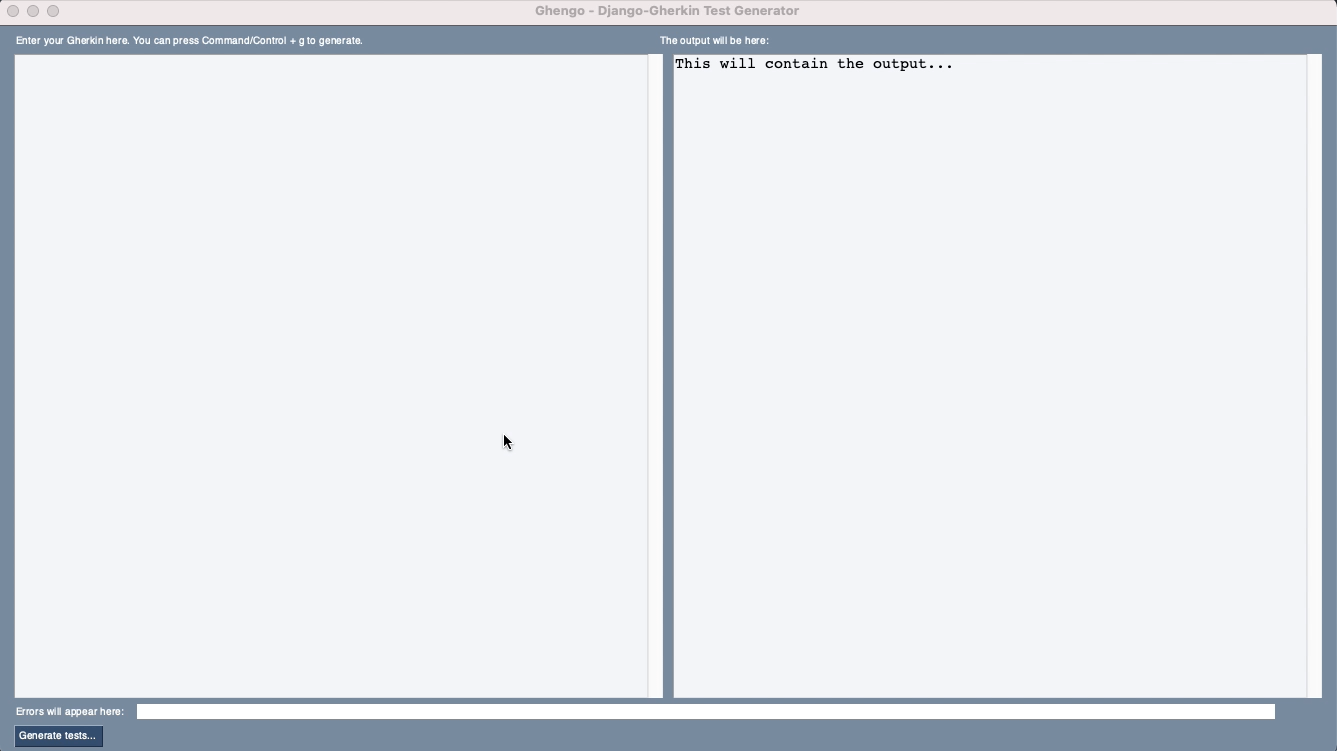 Ghengo - Django-Gherkin Test Generator
Enter your Gherkin here. You can press Command/Control + g to generate.
The output will be here:
This will contain the output...
Errors will appear here:
Generate tests...